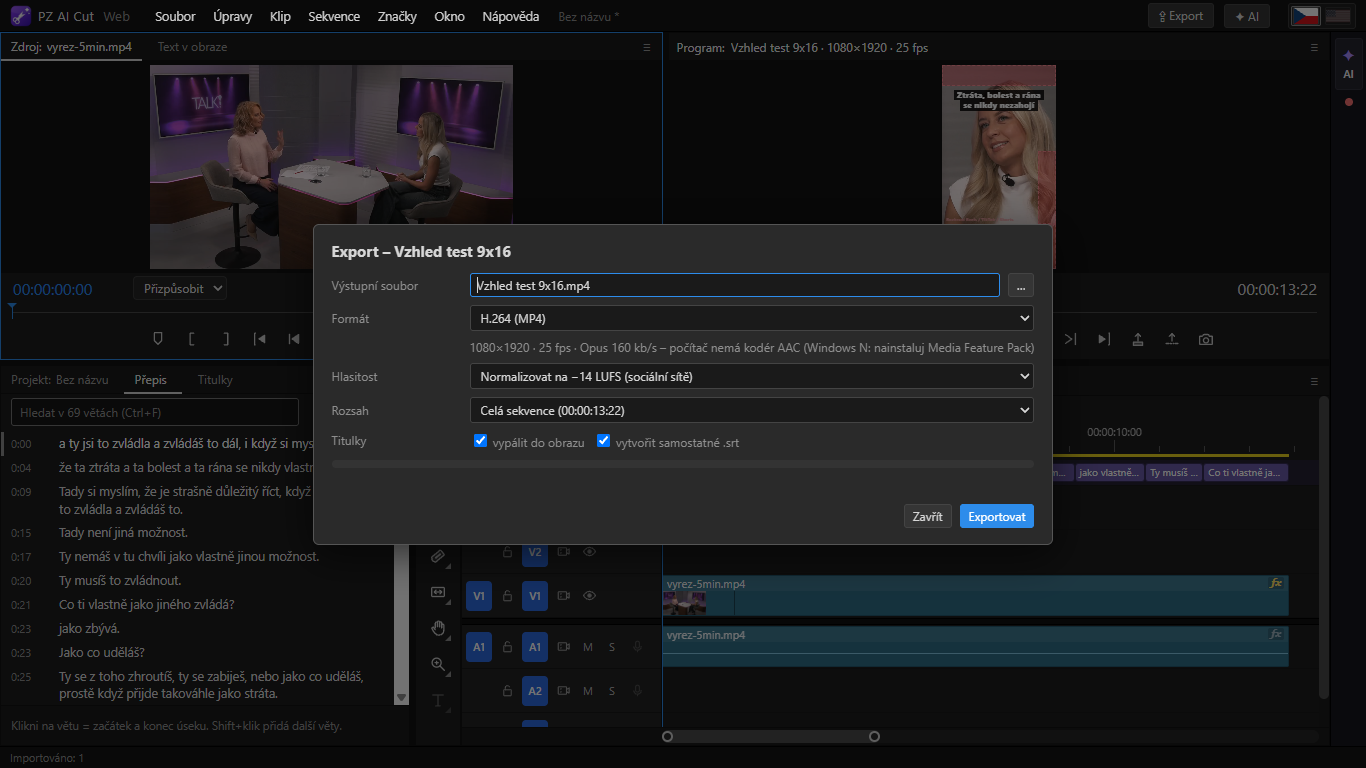 PZ AI Cut Web
Soubor Úpravy Klip Sekvence Značky Okno Nápověda Bez názvu *
Export
AI
Zdroj: vyrez-5min.mp4
Text v obraze
Program: Vzhled test 9x16 · 1080×1920 · 25 fps
AI
TALK
Ztráta, bolest a rána
se nikdy nezahojí
00:00:00:00
Přizpůsobit
00:00:13:22
Export – Vzhled test 9x16
Výstupní soubor
Vzhled test 9x16.mp4
...
Formát
H.264 (MP4)
1080×1920 · 25 fps · Opus 160 kb/s – počítač nemá kodér AAC (Windows N: nainstaluj Media Feature Pack)
Hlasitost
Normalizovat na −14 LUFS (sociální sítě)
Rozsah
Celá sekvence (00:00:13:22)
Titulky
vypálit do obrazu
vytvořit samostatné .srt
Zavřít
Exportovat
Projekt: Bez názvu
Přepis
Titulky
Hledat v 69 větách (Ctrl+F)
0:00 a ty jsi to zvládla a zvládáš to dál, i když si mys
0:04 že ta ztráta a ta bolest a ta rána se nikdy vlastn
0:09 Tady si myslím, že je strašně důležitý říct, když
to zvládla a zvládáš to.
0:15 Tady není jiná možnost.
0:17 Ty nemáš v tu chvíli jako vlastně jinou možnost.
0:20 Ty musíš to zvládnout.
0:21 Co ti vlastně jako jiného zvládá?
0:23 jako zbývá.
0:23 Jako co uděláš?
0:25 Ty se z toho zhroutíš, ty se zabiješ, nebo jako co uděláš,
prostě když přijde takováhle jako stráta.
Klikni na větu = začátek a konec úseku. Shift+klik přidá další věty.
00:00:10:00
jako vlastně...
Ty musíš ...
Co ti vlastně ja...
V2
V1 V1
vyrez-5min.mp4
fx
A1 A1 M S
vyrez-5min.mp4
fx
A2 M S
Importováno: 1